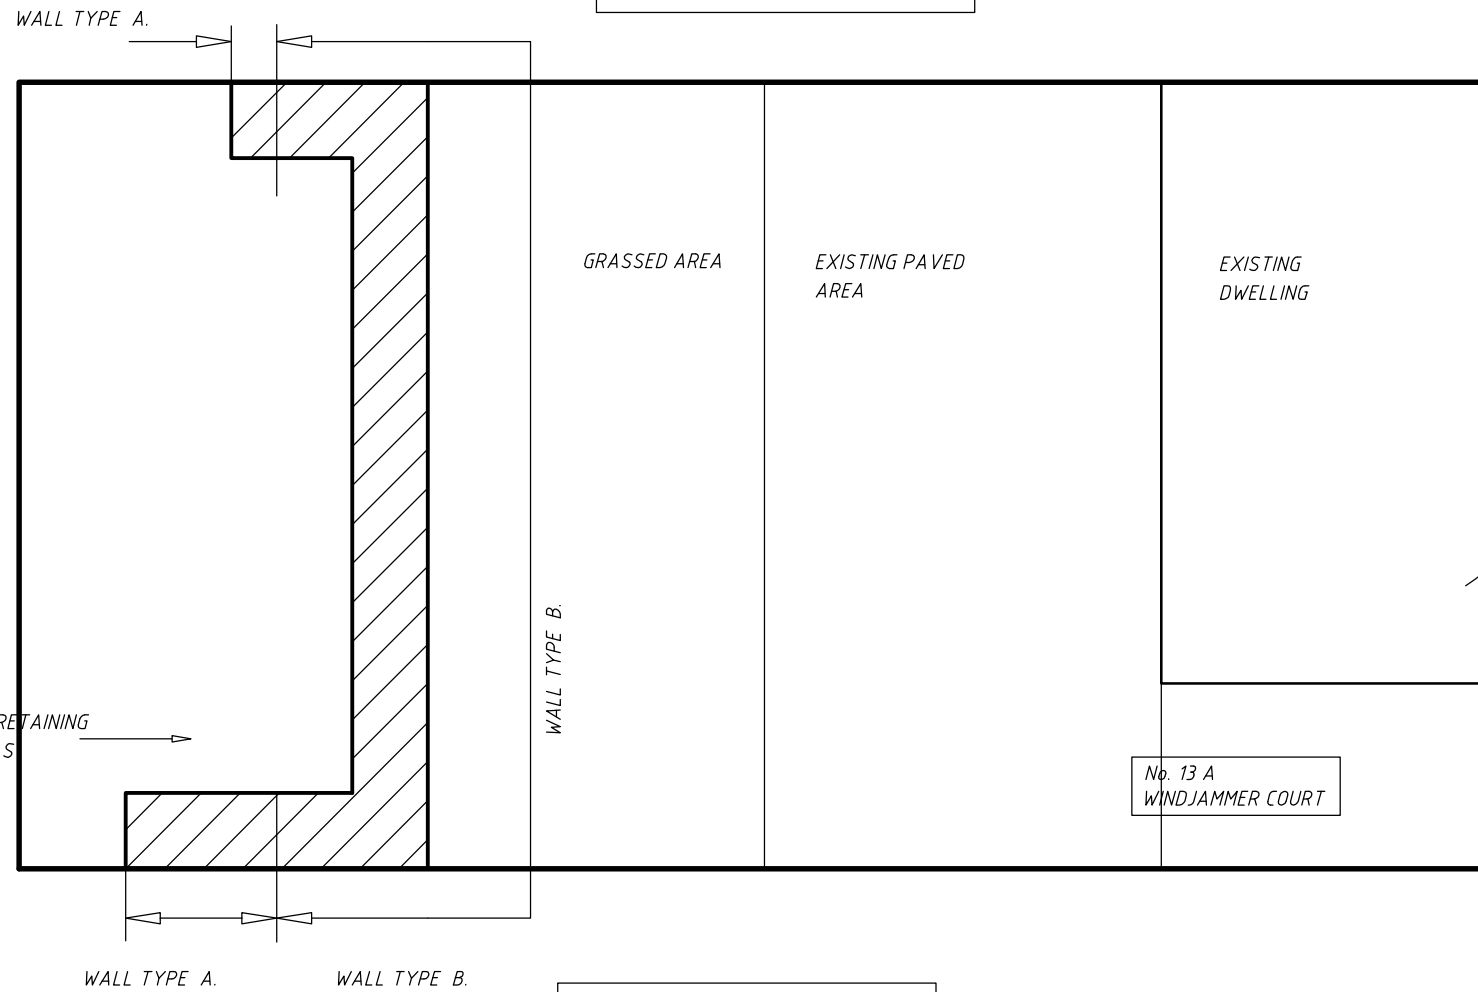 WALL TYPE A.
GRASSED AREA
EXISTING PAVED
AREA
EXISTING
DWELLING
WALL TYPE B.
RETAINING
S
No. 13 A
WINDJAMMER COURT
WALL TYPE A.
WALL TYPE B.